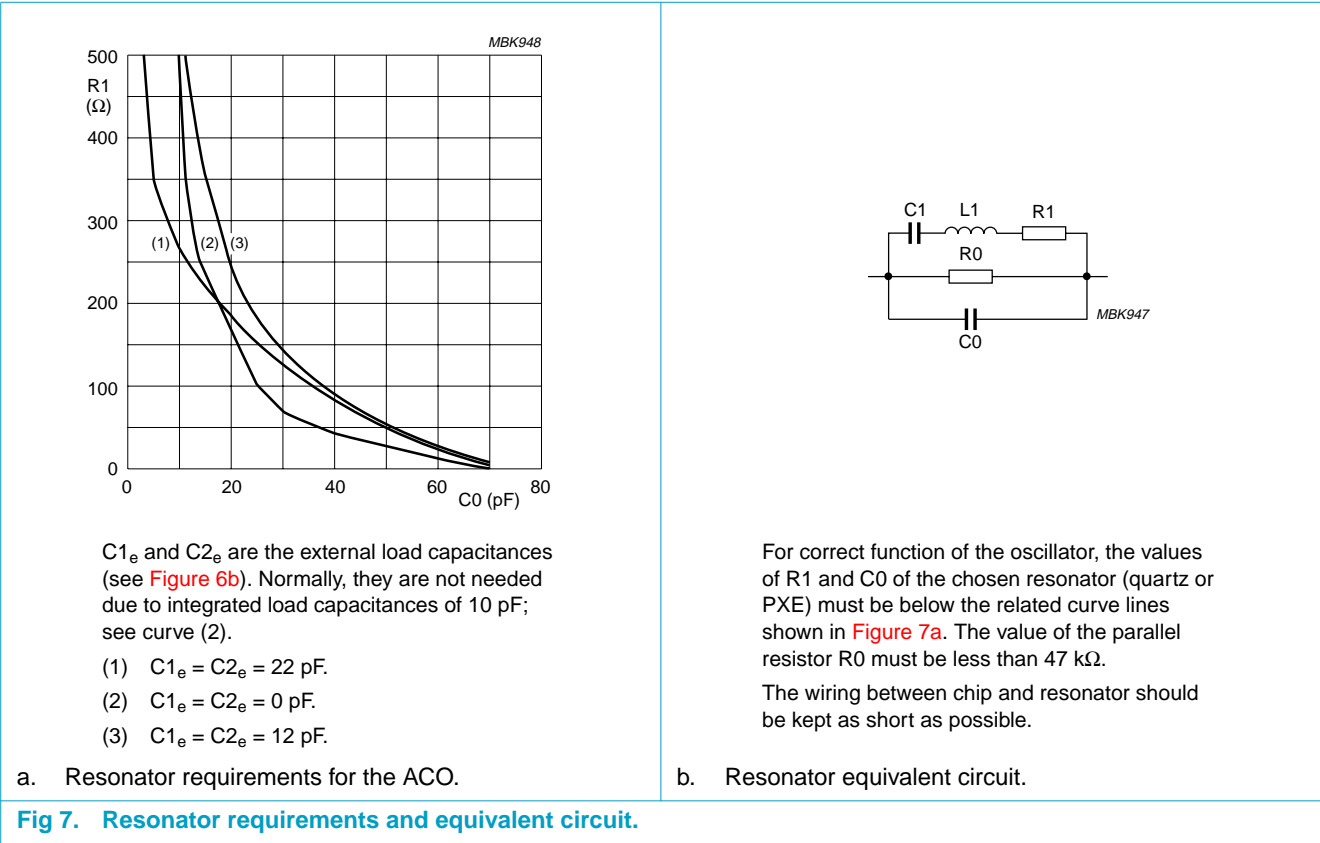 MBK948
500
R1
(Ω)
400
300
(1)
(2)
(3)
200
100
0
0
20
40
60
80
C0 (pF)
C1e and C2e are the external load capacitances
(see Figure 6b). Normally, they are not needed
due to integrated load capacitances of 10 pF;
see curve (2).
(1) C1e = C2e = 22 pF.
(2) C1e = C2e = 0 pF.
(3) C1e = C2e = 12 pF.
a. Resonator requirements for the ACO.
C1
L1
R1
R0
C0
MBK947
For correct function of the oscillator, the values
of R1 and C0 of the chosen resonator (quartz or
PXE) must be below the related curve lines
shown in Figure 7a. The value of the parallel
resistor R0 must be less than 47 kΩ.
The wiring between chip and resonator should
be kept as short as possible.
b. Resonator equivalent circuit.
Fig 7. Resonator requirements and equivalent circuit.